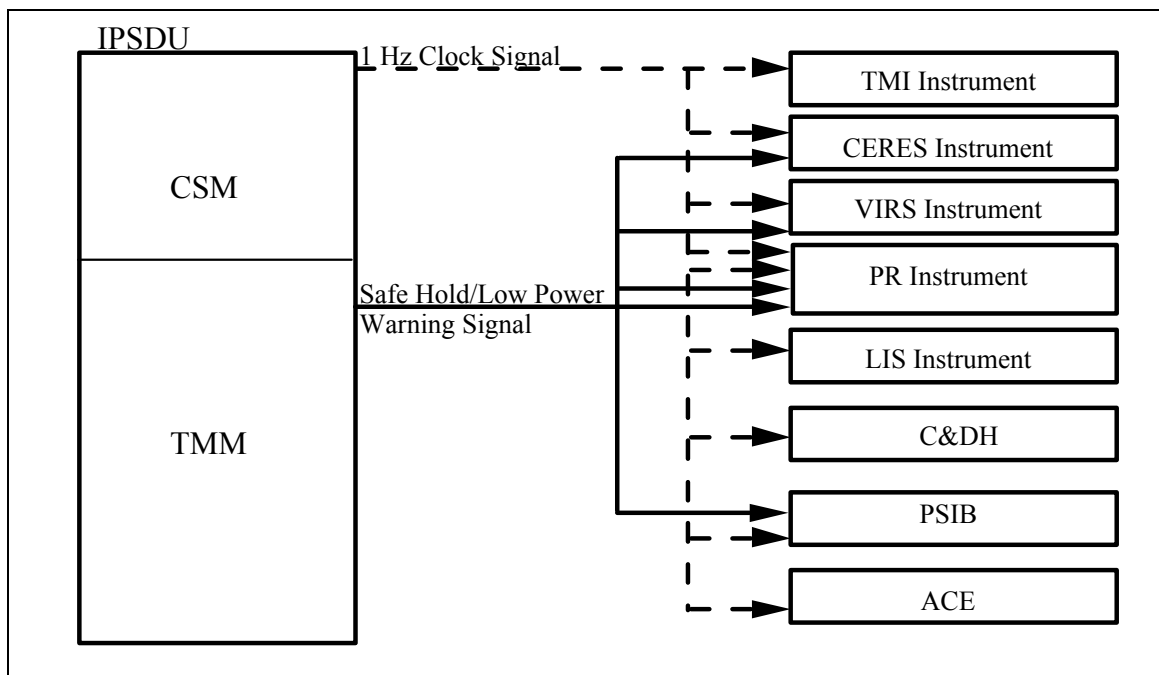 IPSDU
1 Hz Clock Signal
TMI Instrument
CERES Instrument
CSM
VIRS Instrument
PR Instrument
Safe Hold/Low Power
Warning Signal
LIS Instrument
TMM
C&DH
PSIB
ACE